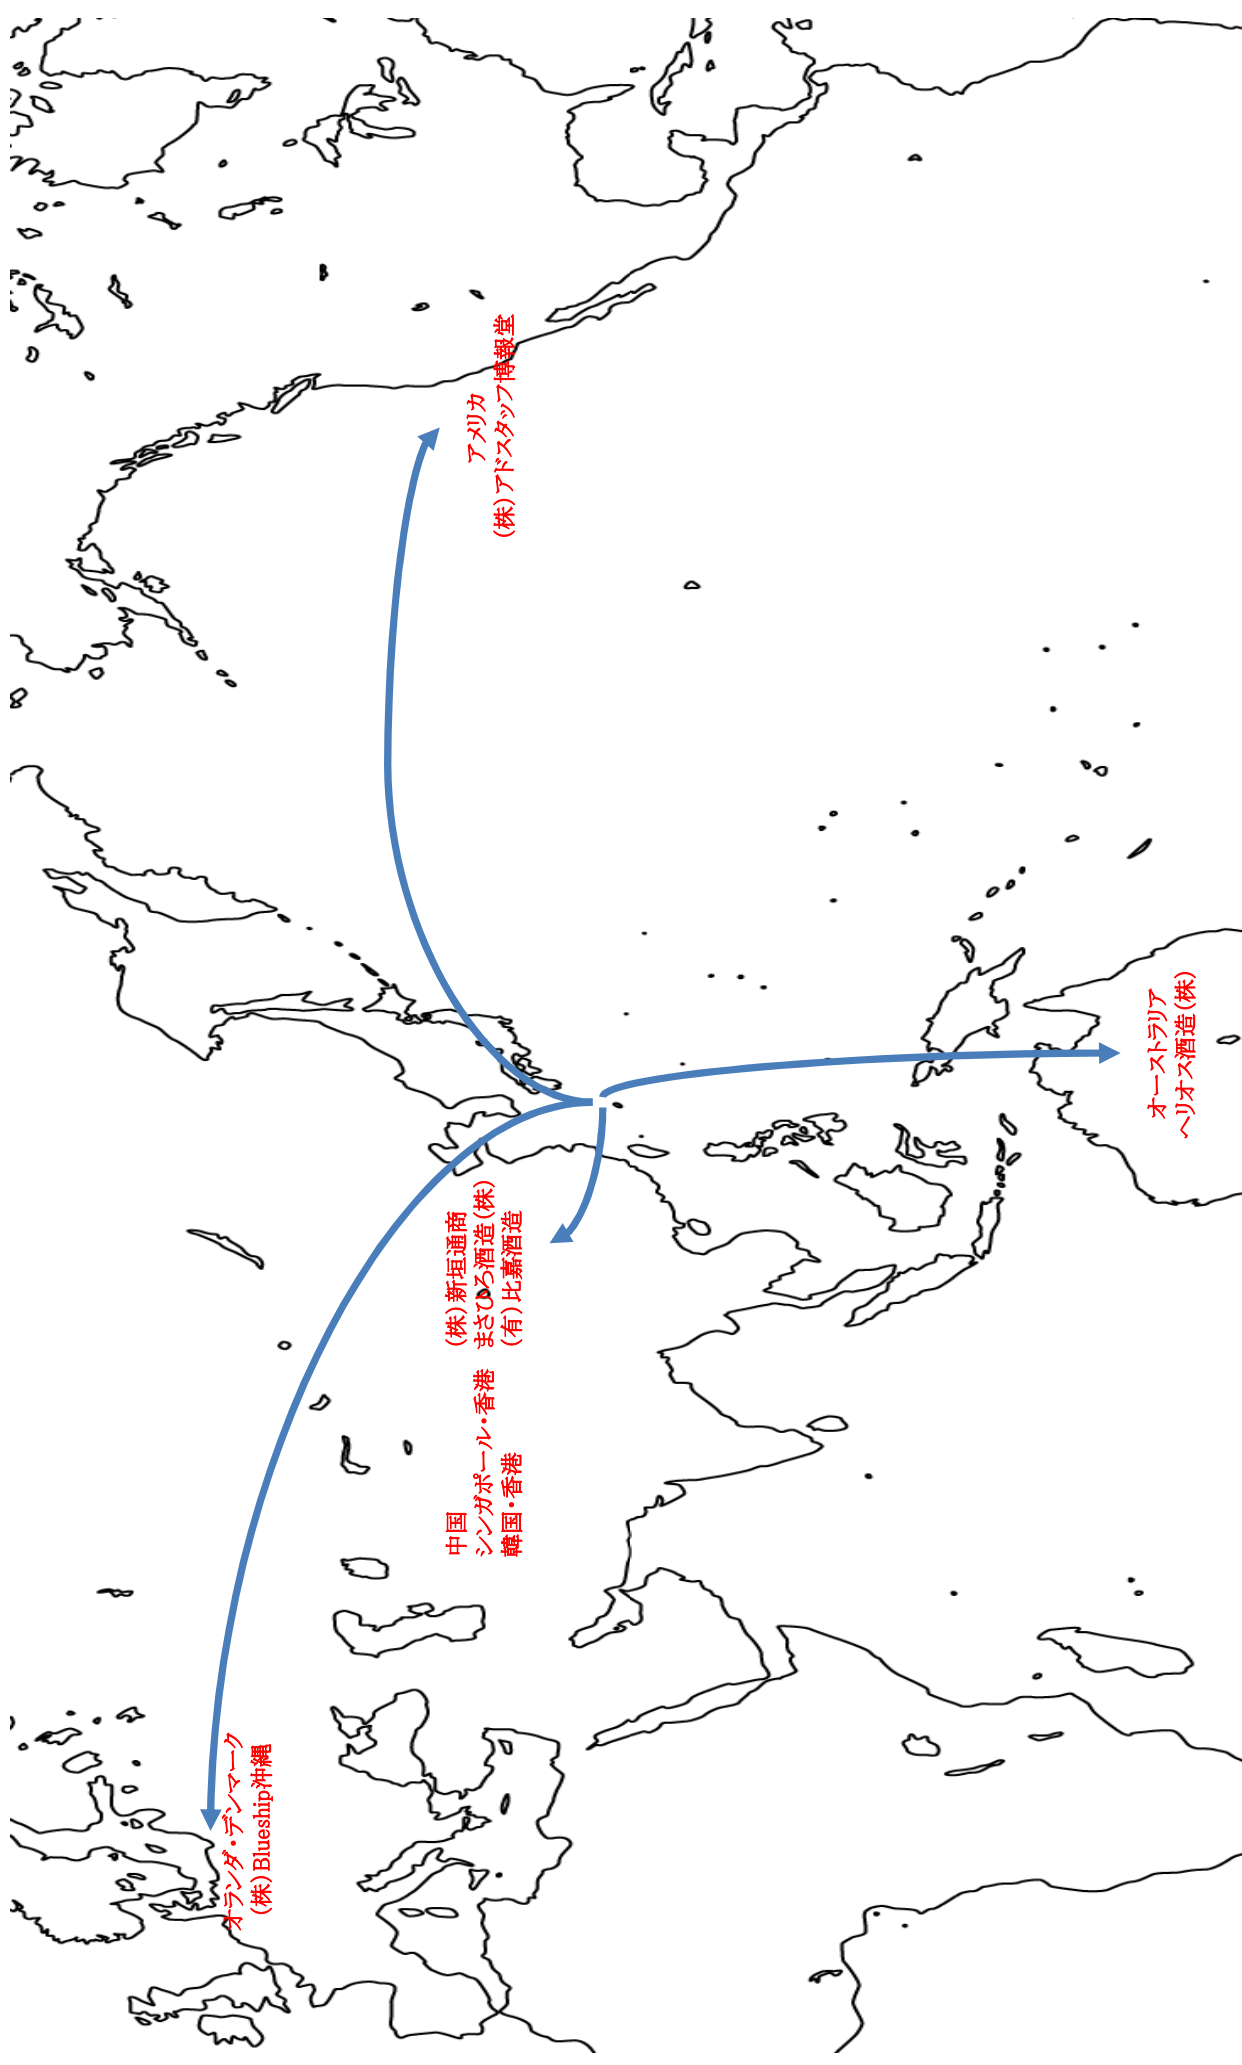 オランダ・デンマーク
(株)Blueship沖縄
中国　(株)新垣通商
シンガポール・香港　まさひろ酒造(株)
韓国・香港　(有)比嘉酒造
アメリカ
(株)アドスタッフ博報堂
オーストラリア
ヘリオス酒造(株)